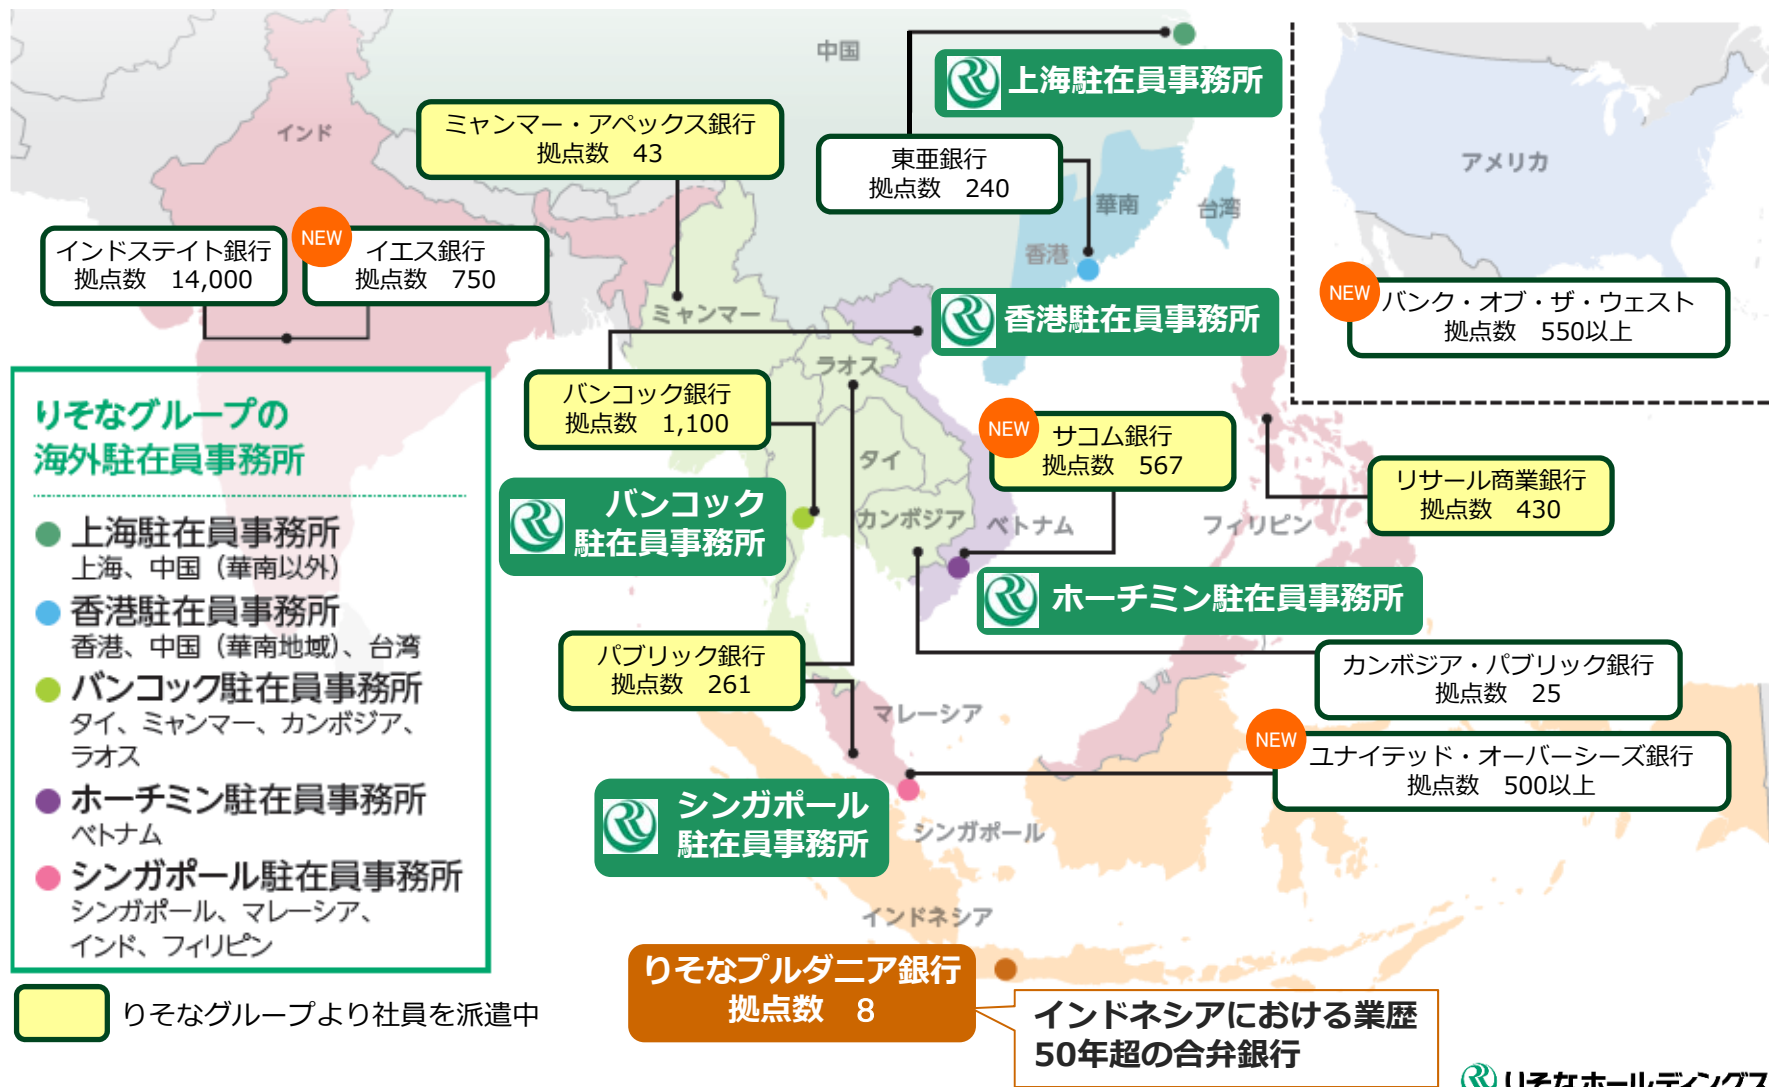 中国
上海駐在員事務所
インド
ミャンマー・アペックス銀行
拠点数 43
東亜銀行
拠点数 240
アメリカ
華南
台湾
香港
インドステイト銀行
拠点数 14,000
NEW
イエス銀行
拠点数 750
ミャンマー
香港駐在員事務所
NEW
バンク・オブ・ザ・ウェスト
拠点数 550以上
ラオス
バンコック銀行
拠点数 1,100
NEW
サコム銀行
拠点数 567
タイ
リサール商業銀行
拠点数 430
バンコック
駐在員事務所
カンボジア
ベトナム
フィリピン
ホーチミン駐在員事務所
りそなグループの
海外駐在員事務所
上海駐在員事務所
上海、中国（華南以外）
香港駐在員事務所
香港、中国（華南地域）、台湾
バンコック駐在員事務所
タイ、ミャンマー、カンボジア、
ラオス
ホーチミン駐在員事務所
ベトナム
シンガポール駐在員事務所
シンガポール、マレーシア、
インド、フィリピン
パブリック銀行
拠点数 261
カンボジア・パブリック銀行
拠点数 25
マレーシア
NEW
ユナイテッド・オーバーシーズ銀行
拠点数 500以上
シンガポール
駐在員事務所
シンガポール
インドネシア
りそなプルダニア銀行
拠点数 8
インドネシアにおける業歴
50年超の合弁銀行
りそなグループより社員を派遣中
りそなホールディングス